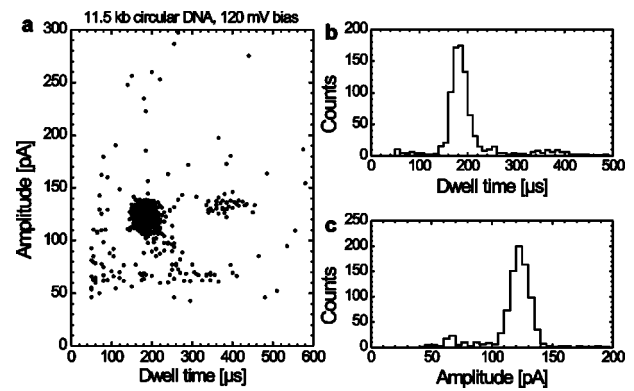 11.5 kb circular DNA, 120 mV bias
a
300
250
200
150
100
50
0
Amplitude [pA]
0 100 200 300 400 500 600
Dwell time [µs]
b
200
150
100
50
0
Counts
0 100 200 300 400 500
Dwell time [µs]
c
250
200
150
100
50
0
Counts
0 50 100 150 200
Amplitude [pA]